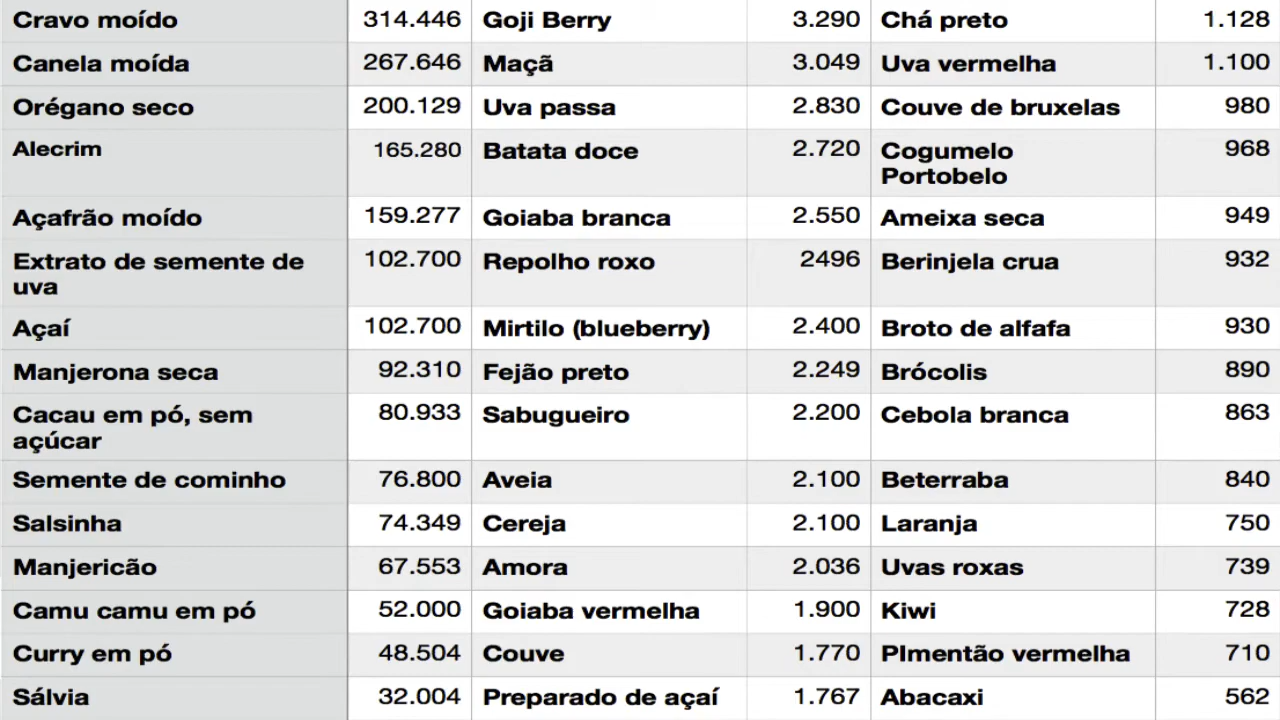 Cravo moído 314.446 Goji Berry 3.290 Chá preto 1.128
Canela moída 267.646 Maçã 3.049 Uva vermelha 1.100
Orégano seco 200.129 Uva passa 2.830 Couve de bruxelas 980
Alecrim 165.280 Batata doce 2.720 Cogumelo 968
Portobelo
Açafrão moído 159.277 Goiaba branca 2.550 Ameixa seca 949
Extrato de semente de 102.700 Repolho roxo 2496 Berinjela crua 932
uva
Açaí 102.700 Mirtilo (blueberry) 2.400 Broto de alfafa 930
Manjerona seca 92.310 Fejão preto 2.249 Brócolis 890
Cacau em pó, sem 80.933 Sabugueiro 2.200 Cebola branca 863
açúcar
Semente de cominho 76.800 Aveia 2.100 Beterraba 840
Salsinha 74.349 Cereja 2.100 Laranja 750
Manjericão 67.553 Amora 2.036 Uvas roxas 739
Camu camu em pó 52.000 Goiaba vermelha 1.900 Kiwi 728
Curry em pó 48.504 Couve 1.770 PImentão vermelha 710
Sálvia 32.004 Preparado de açaí 1.767 Abacaxi 562